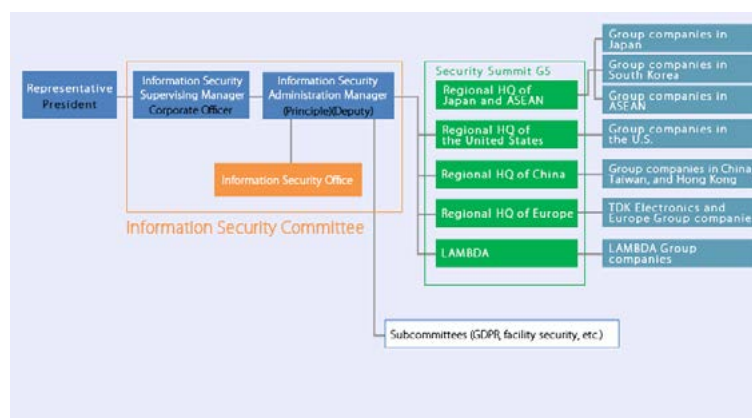 Representative
President
Information Security
Supervising Manager
Corporate Officer
Information Security
Administration Manager
(Principle)(Deputy)
Information Security Office
Information Security Committee
Security Summit G5
Regional HQ of
Japan and ASEAN
Regional HQ of
the United States
Regional HQ of China
Regional HQ of Europe
LAMBDA
Group companies in
Japan
Group companies in
South Korea
Group companies in
ASEAN
Group companies in
the U.S.
Group companies in China
Taiwan, and Hong Kong
TDK Electronics and
Europe Group companie
LAMBDA Group
companies
Subcommittees (GDPR, facility security, etc.)